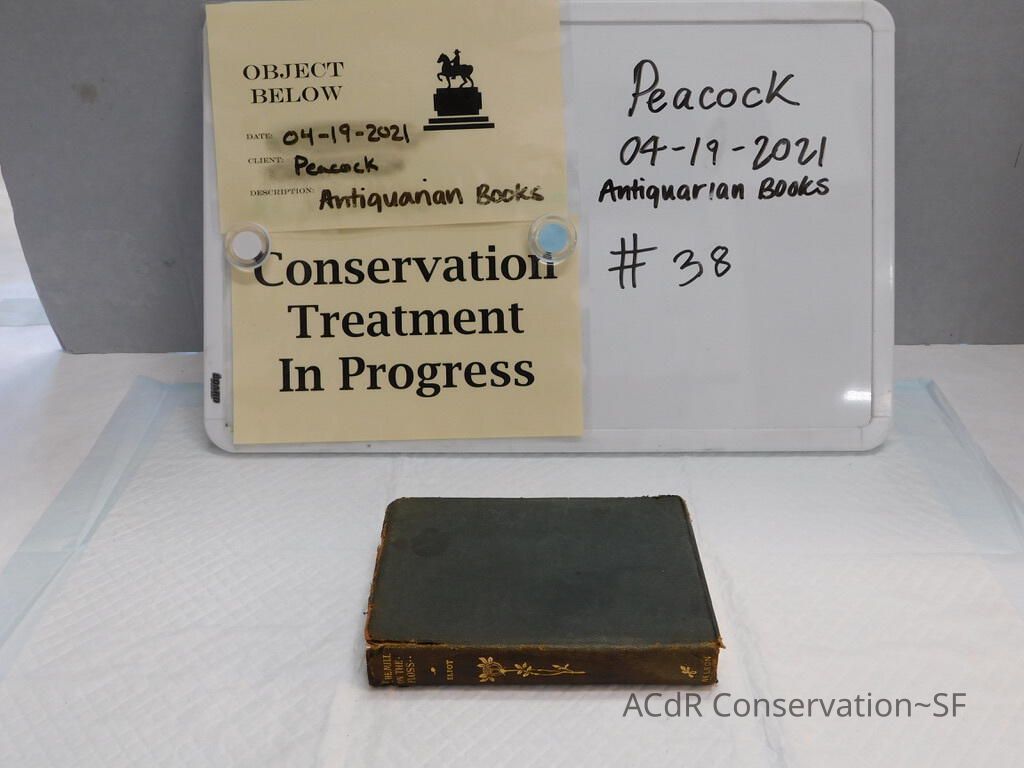 OBJECT
BELOW
DATE: 04-19-2021
CLIENT: Peacock
DESCRIPTION: Antiquarian Books
Conservation
Treatment
In Progress
Peacock
04-19-2021
Antiquarian Books
# 38
THE MILL
ON THE
FLOSS
ELIOT
NELSON
ACdR Conservation~SF